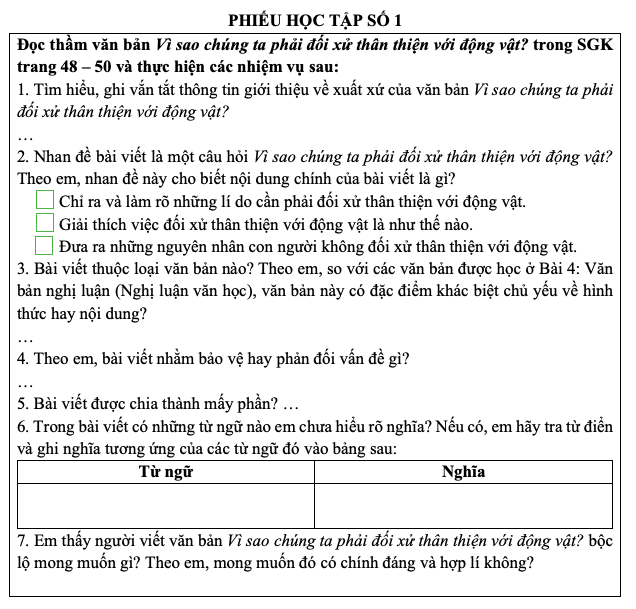 PHIẾU HỌC TẬP SỐ 1
Đọc thầm văn bản Vì sao chúng ta phải đối xử thân thiện với động vật? trong SGK
trang 48 – 50 và thực hiện các nhiệm vụ sau:
1. Tìm hiểu, ghi vắn tắt thông tin giới thiệu về xuất xứ của văn bản Vì sao chúng ta phải
đối xử thân thiện với động vật?
…
2. Nhan đề bài viết là một câu hỏi Vì sao chúng ta phải đối xử thân thiện với động vật?
Theo em, nhan đề này cho biết nội dung chính của bài viết là gì?
Chỉ ra và làm rõ những lí do cần phải đối xử thân thiện với động vật.
Giải thích việc đối xử thân thiện với động vật là như thế nào.
Đưa ra những nguyên nhân con người không đối xử thân thiện với động vật.
3. Bài viết thuộc loại văn bản nào? Theo em, so với các văn bản được học ở Bài 4: Văn
bản nghị luận (Nghị luận văn học), văn bản này có đặc điểm khác biệt chủ yếu về hình
thức hay nội dung?
…
4. Theo em, bài viết nhằm bảo vệ hay phản đối vấn đề gì?
…
5. Bài viết được chia thành mấy phần? …
6. Trong bài viết có những từ ngữ nào em chưa hiểu rõ nghĩa? Nếu có, em hãy tra từ điển
và ghi nghĩa tương ứng của các từ ngữ đó vào bảng sau:
Từ ngữ Nghĩa
7. Em thấy người viết văn bản Vì sao chúng ta phải đối xử thân thiện với động vật? bộc
lộ mong muốn gì? Theo em, mong muốn đó có chính đáng và hợp lí không?